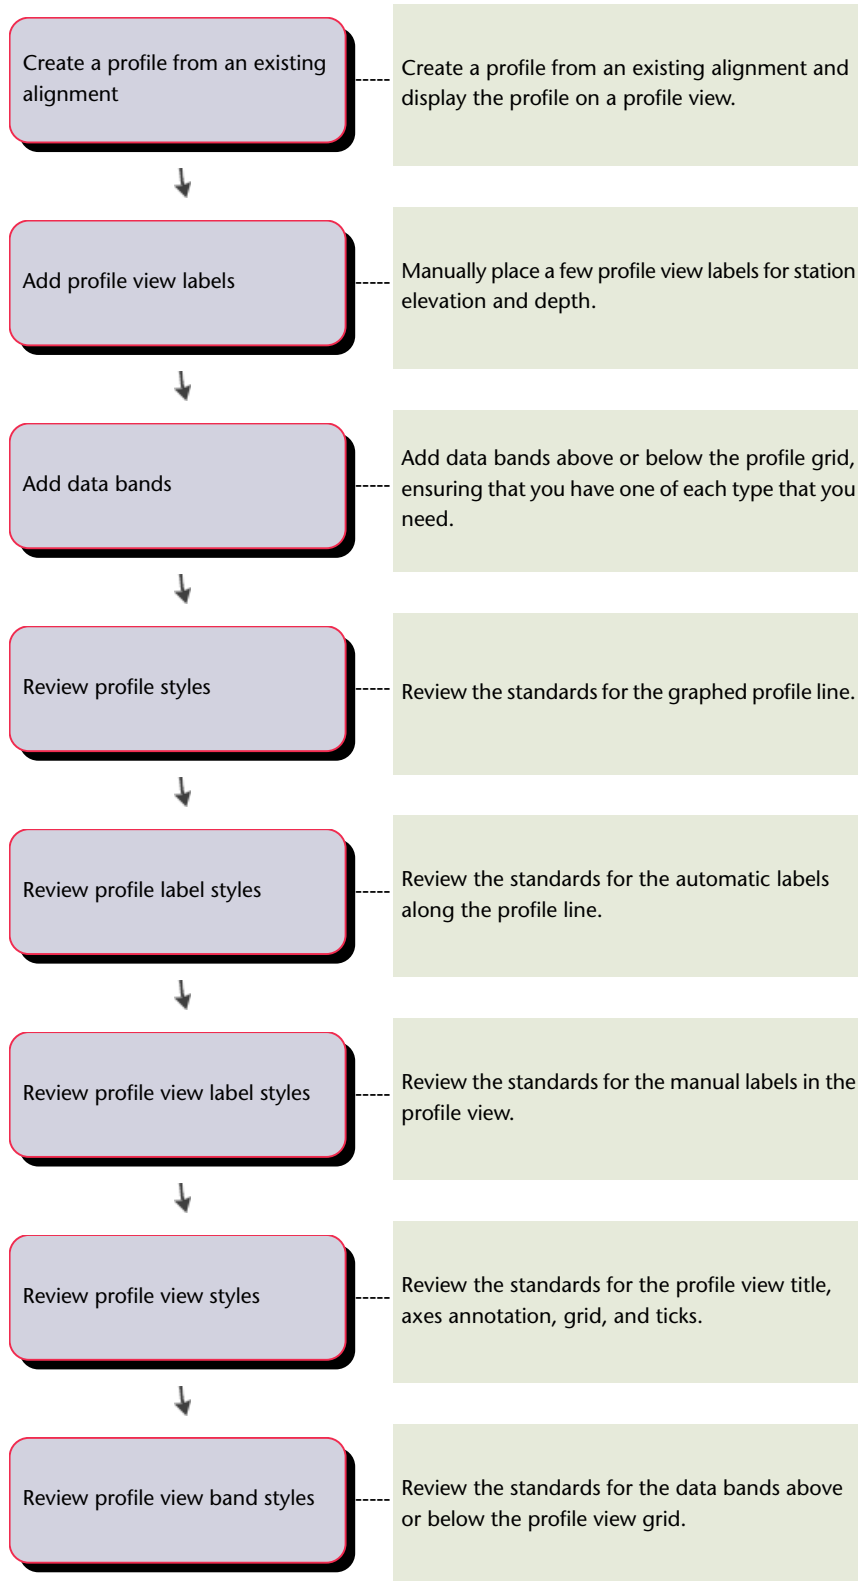 Create a profile from an existing
alignment
Create a profile from an existing alignment and
display the profile on a profile view.
Add profile view labels
Manually place a few profile view labels for station
elevation and depth.
Add data bands
Add data bands above or below the profile grid,
ensuring that you have one of each type that you
need.
Review profile styles
Review the standards for the graphed profile line.
Review profile label styles
Review the standards for the automatic labels
along the profile line.
Review profile view label styles
Review the standards for the manual labels in the
profile view.
Review profile view styles
Review the standards for the profile view title,
axes annotation, grid, and ticks.
Review profile view band styles
Review the standards for the data bands above
or below the profile view grid.